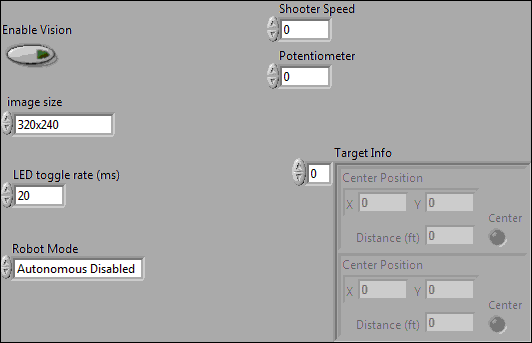 Enable Vision
image size
320x240
LED toggle rate (ms)
20
Robot Mode
Autonomous Disabled
Shooter Speed
0
Potentiometer
0
Target Info
0
Center Position
X 0 Y 0
Center
Distance (ft) 0
Center Position
X 0 Y 0
Center
Distance (ft) 0